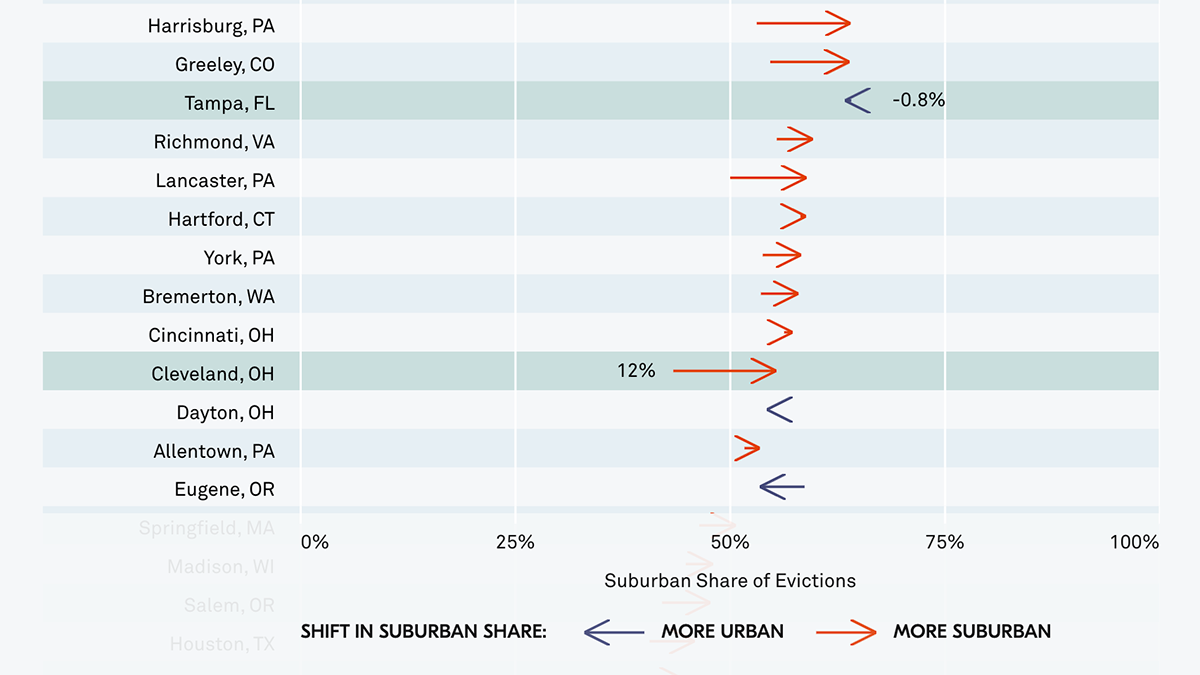 Harrisburg, PA
Greeley, CO
Tampa, FL -0.8%
Richmond, VA
Lancaster, PA
Hartford, CT
York, PA
Bremerton, WA
Cincinnati, OH
Cleveland, OH 12%
Dayton, OH
Allentown, PA
Eugene, OR
Springfield, MA
0% 25% 50% 75% 100%
Madison, WI
Suburban Share of Evictions
Salem, OR
SHIFT IN SUBURBAN SHARE: MORE URBAN MORE SUBURBAN
Houston, TX